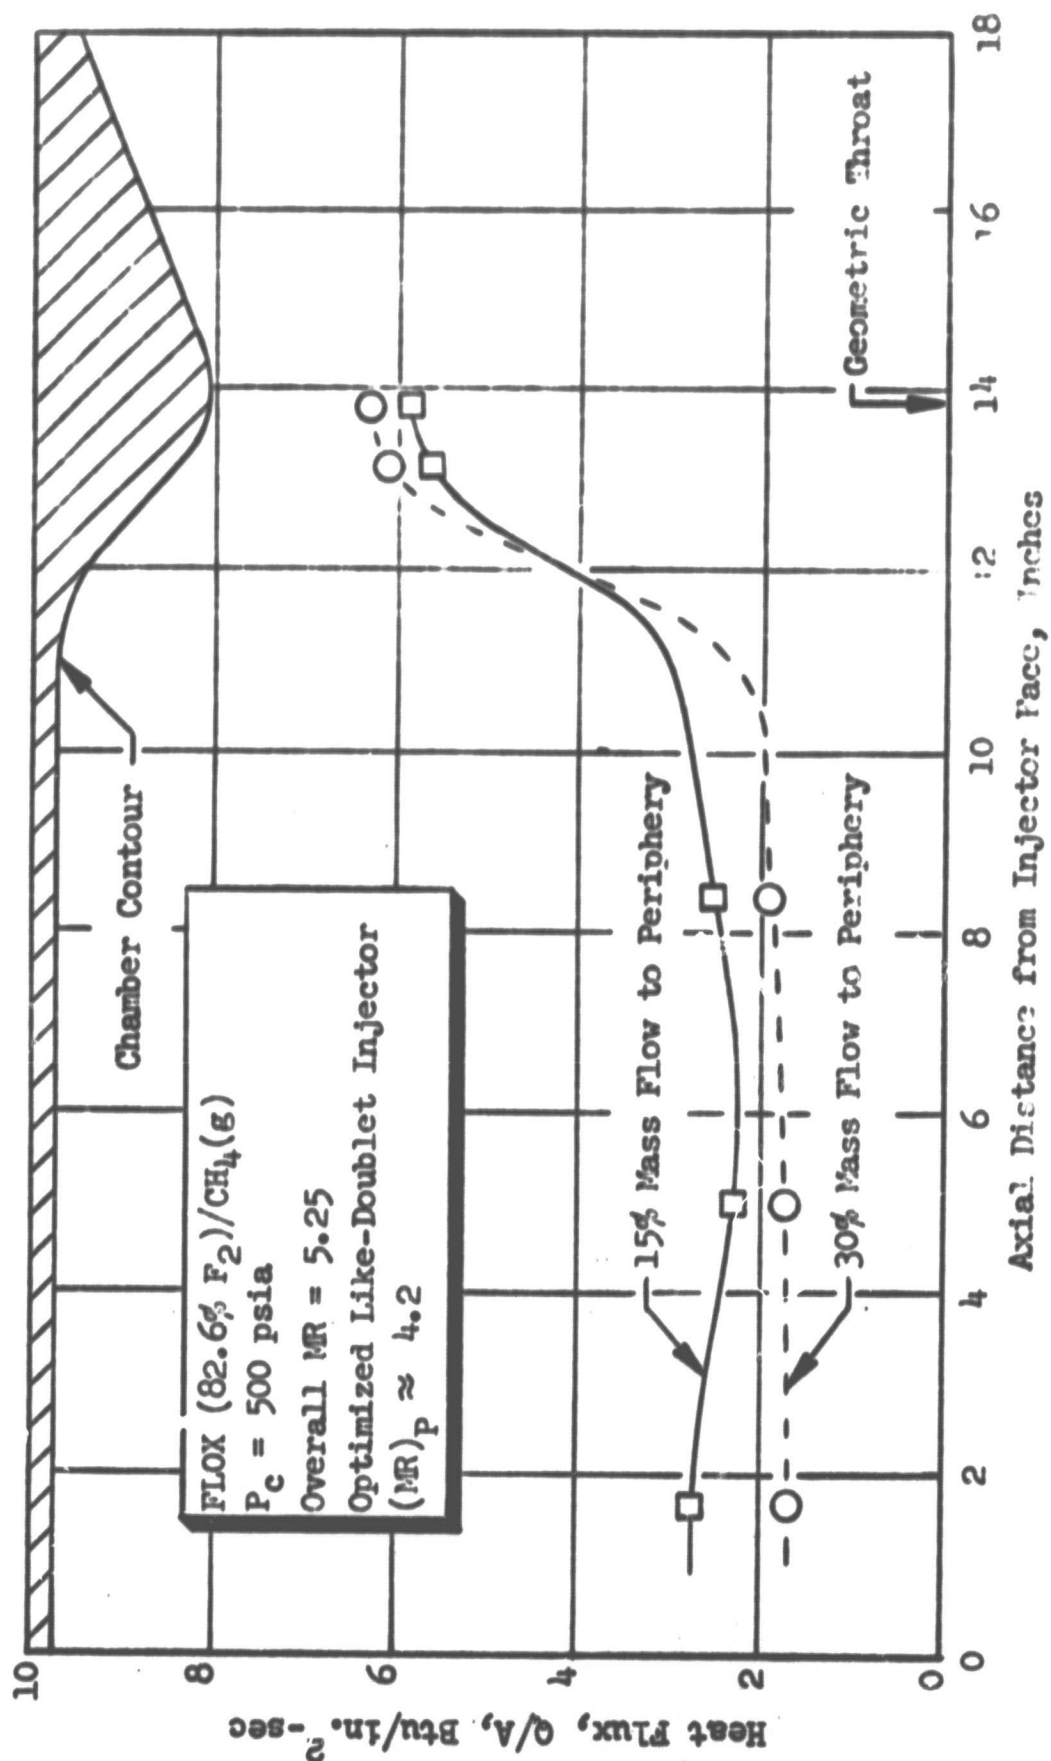 10
8
6
4
2
0
Heat Flux, Q/A, Btu/in.²-sec
0
2
4
6
8
10
12
14
16
18
Axial Distance from Injector Face, Inches
Chamber Contour
FLOX (82.6% F₂)/CH₄(g)
P_c = 500 psia
Overall MR = 5.25
Optimized Like-Doublet Injector
(MR)_P ≈ 4.2
15% Mass Flow to Periphery
30% Mass Flow to Periphery
Geometric Throat